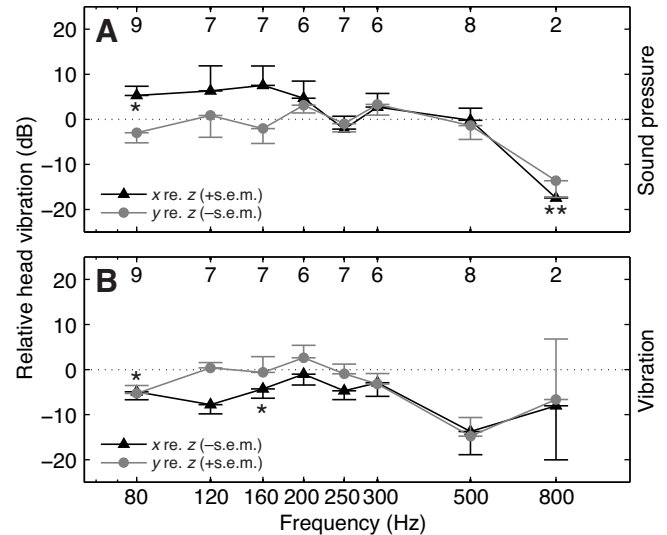 A
9 7 7 6 7 6 8 2
20
10
0
−10
−20
*
**
x re. z (+s.e.m.)
y re. z (−s.e.m.)
Sound pressure
Relative head vibration (dB)
B
9 7 7 6 7 6 8 2
20
10
0
−10
−20
*
*
x re. z (−s.e.m.)
y re. z (+s.e.m.)
Vibration
80 120 160 200 250 300 500 800
Frequency (Hz)